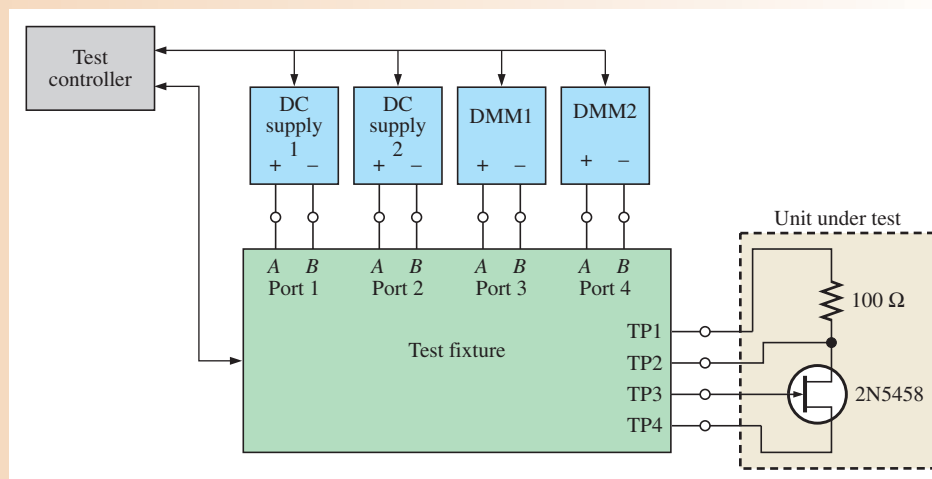 Test
controller
DC
supply
1
+ –
DC
supply
2
+ –
DMM1
+ –
DMM2
+ –
Unit under test
A B
Port 1
A B
Port 2
A B
Port 3
A B
Port 4
100 Ω
TP1
Test fixture
TP2
TP3
2N5458
TP4